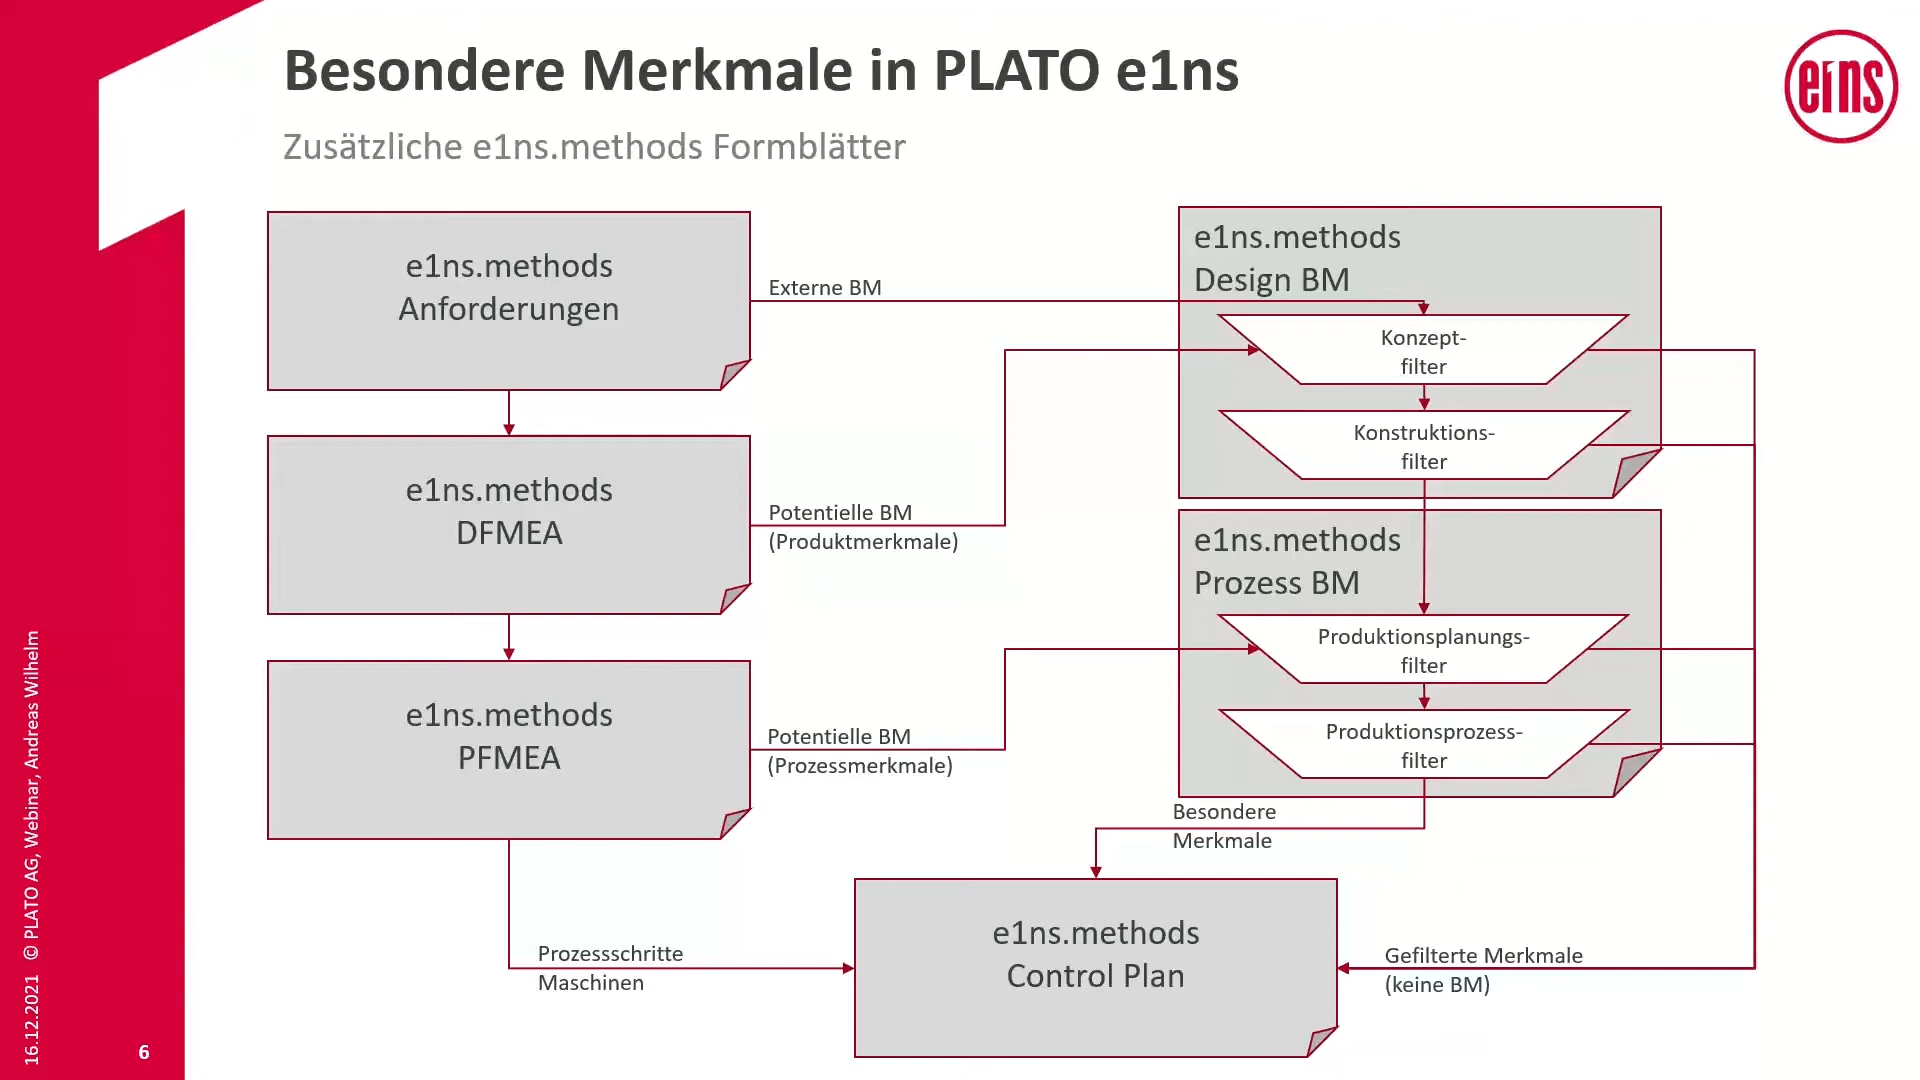 Besondere Merkmale in PLATO e1ns
Zusätzliche e1ns.methods Formblätter
e1ns
e1ns.methods
Anforderungen
Externe BM
e1ns.methods
Design BM
Konzept-
filter
Konstruktions-
filter
e1ns.methods
DFMEA
Potentielle BM
(Produktmerkmale)
e1ns.methods
Prozess BM
Produktionsplanungs-
filter
Produktionsprozess-
filter
e1ns.methods
PFMEA
Potentielle BM
(Prozessmerkmale)
Besondere
Merkmale
Prozessschritte
Maschinen
e1ns.methods
Control Plan
Gefilterte Merkmale
(keine BM)
16.12.2021 © PLATO AG, Webinar, Andreas Wilhelm
6